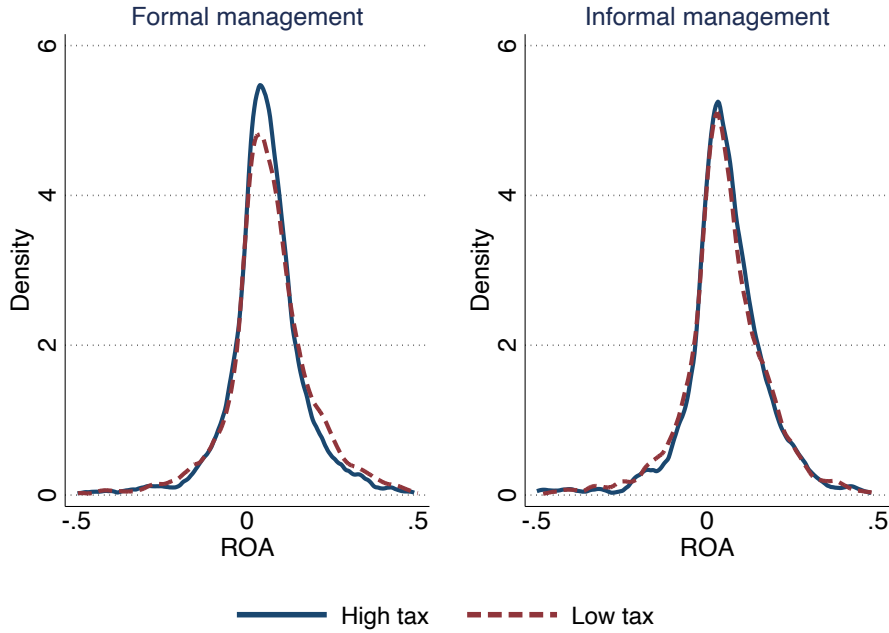 Formal management
6
4
2
0
Density
-.5 0 .5
ROA
Informal management
6
4
2
0
Density
-.5 0 .5
ROA
High tax Low tax